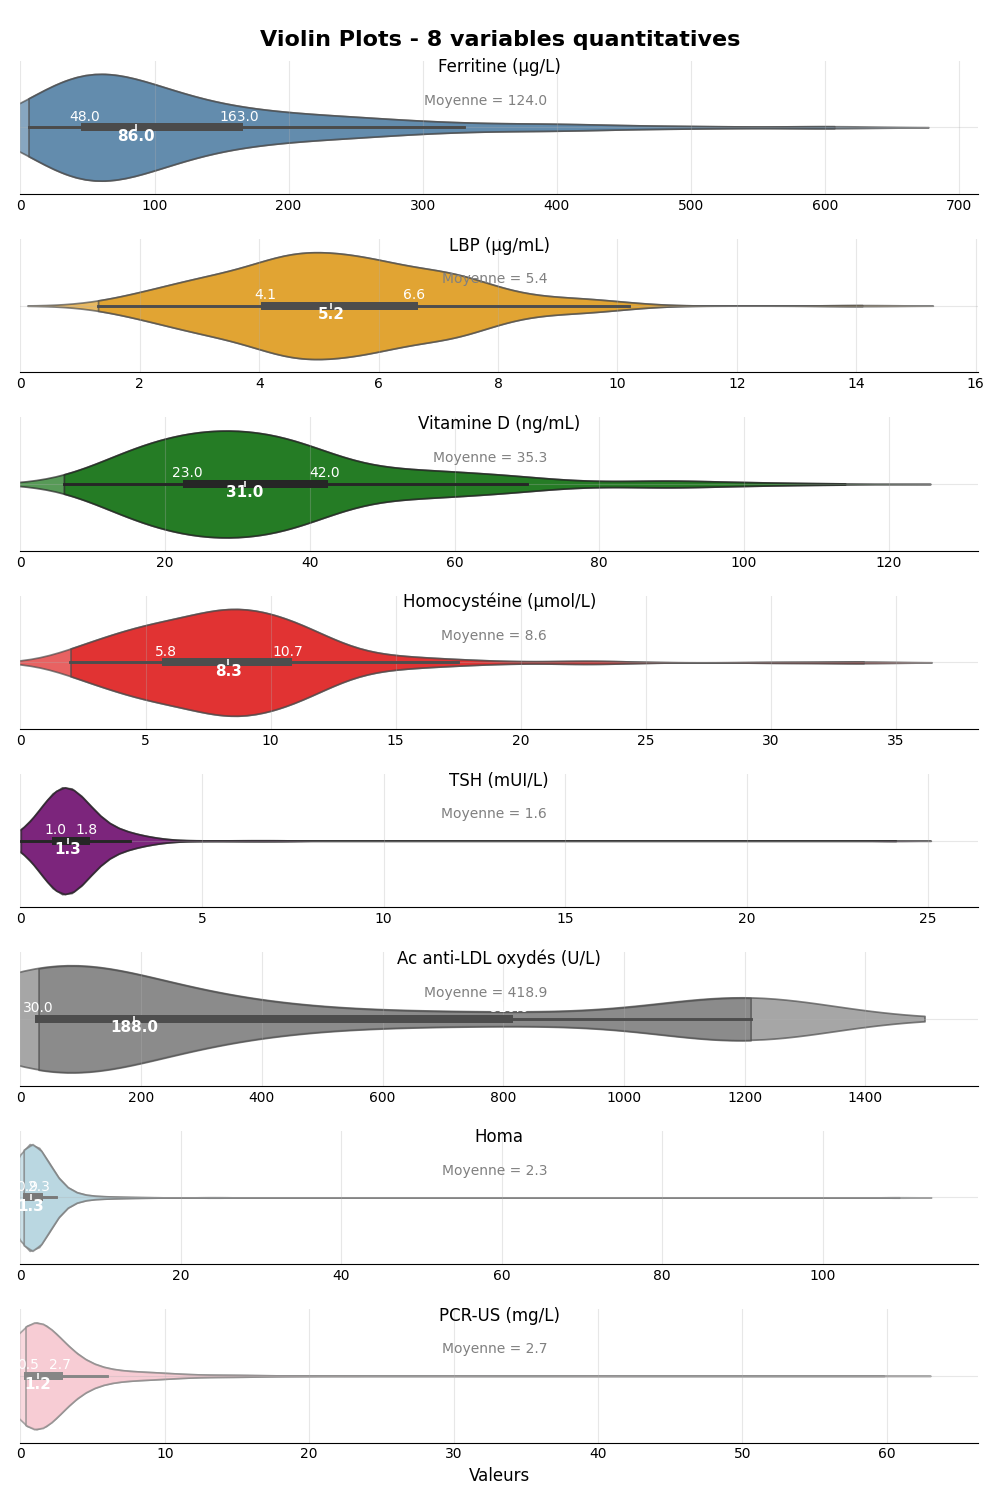 Violin Plots - 8 variables quantitatives
Ferritine (µg/L)
Moyenne = 124.0
48.0 163.0
86.0
0 100 200 300 400 500 600 700
LBP (µg/mL)
Moyenne = 5.4
4.1 6.6
5.2
0 2 4 6 8 10 12 14 16
Vitamine D (ng/mL)
Moyenne = 35.3
23.0 42.0
31.0
0 20 40 60 80 100 120
Homocystéine (µmol/L)
Moyenne = 8.6
5.8 10.7
8.3
0 5 10 15 20 25 30 35
TSH (mUI/L)
Moyenne = 1.6
1.0 1.8
1.3
0 5 10 15 20 25
Ac anti-LDL oxydés (U/L)
Moyenne = 418.9
30.0
188.0
0 200 400 600 800 1000 1200 1400
Homa
Moyenne = 2.3
1.3
0 20 40 60 80 100
PCR-US (mg/L)
Moyenne = 2.7
0.5 2.7
1.2
0 10 20 30 40 50 60
Valeurs